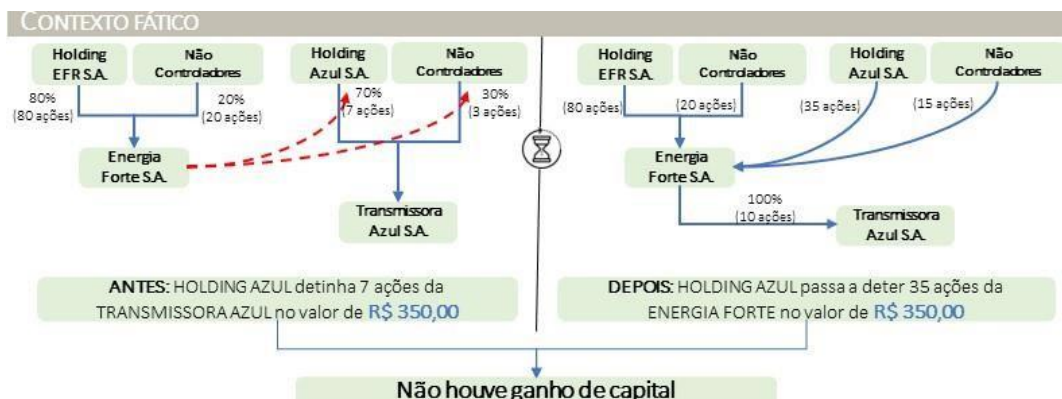 CONTEXTO FÁTICO
Holding
EFR S.A.
Não
Controladores
Holding
Azul S.A.
Não
Controladores
80%
(80 ações)
20%
(20 ações)
70%
(7 ações)
30%
(3 ações)
Energia
Forte S.A.
Transmissora
Azul S.A.
Holding
EFR S.A.
Não
Controladores
Holding
Azul S.A.
Não
Controladores
(80 ações)
(20 ações)
(35 ações)
(15 ações)
Energia
Forte S.A.
100%
(10 ações)
Transmissora
Azul S.A.
ANTES: HOLDING AZUL detinha 7 ações da
TRANSMISSORA AZUL no valor de R$ 350,00
DEPOIS: HOLDING AZUL passa a deter 35 ações da
ENERGIA FORTE no valor de R$ 350,00
Não houve ganho de capital